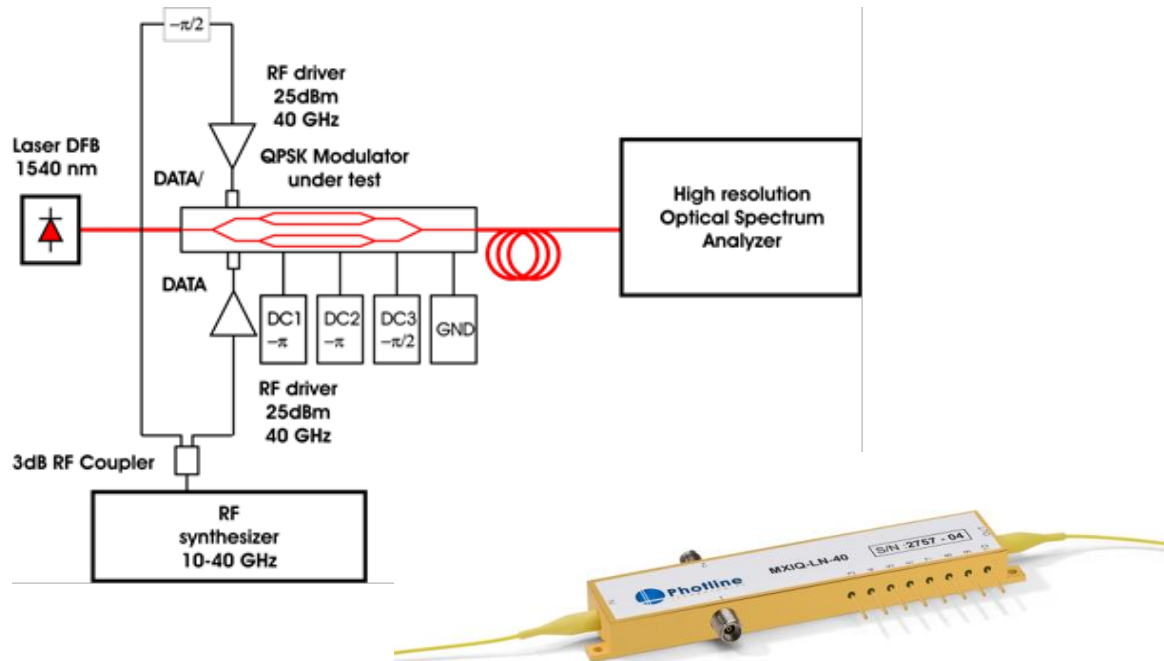 −π/2
RF driver
25dBm
40 GHz
Laser DFB
1540 nm
QPSK Modulator
under test
DATA/
High resolution
Optical Spectrum
Analyzer
DATA
DC1
−π
DC2
−π
DC3
−π/2
GND
RF driver
25dBm
40 GHz
3dB RF Coupler
RF
synthesizer
10-40 GHz
Photline
MXIQ-LN-40
S/N :2757 - 04